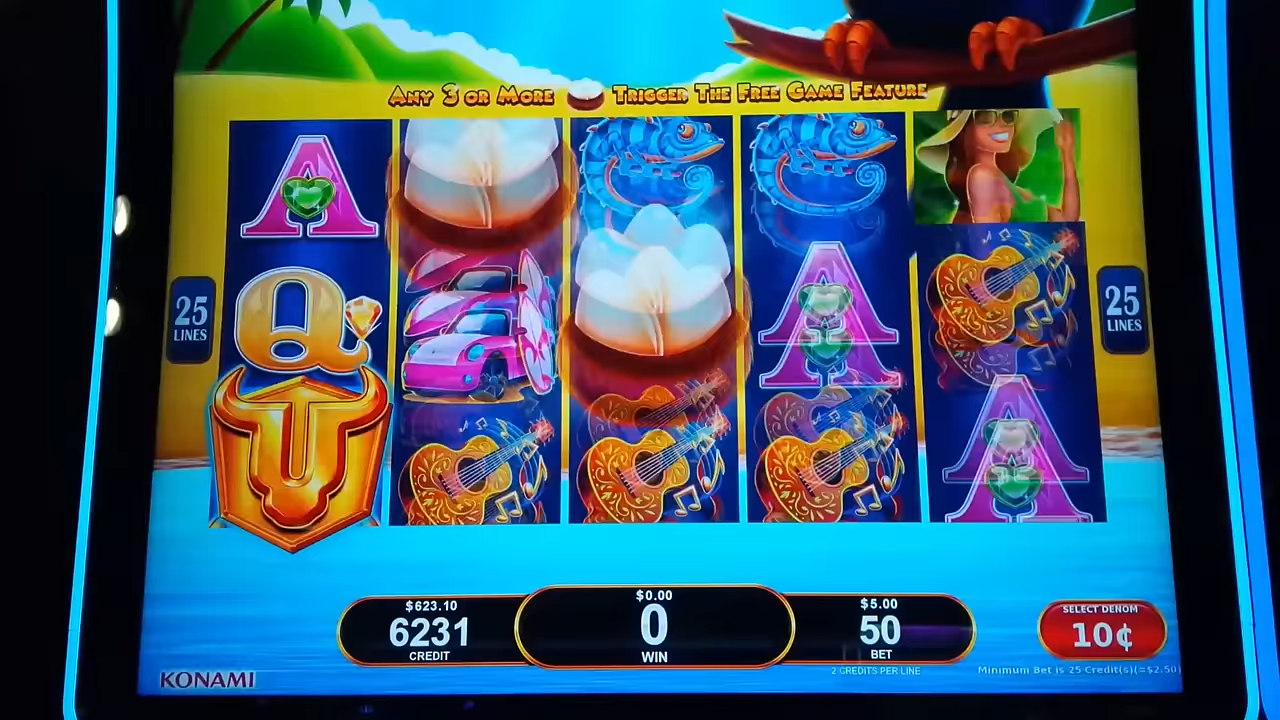 ANY 3 OR MORE TRIGGER THE FREE GAME FEATURE
A
Q
25
LINES
25
LINES
A
U
A
$623.10
6231
CREDIT
$0.00
0
WIN
$5.00
50
BET
2 CREDITS PER LINE
SELECT DENOM
10¢
Minimum Bet is 25 Credit(s)(=$2.50)
KONAMI